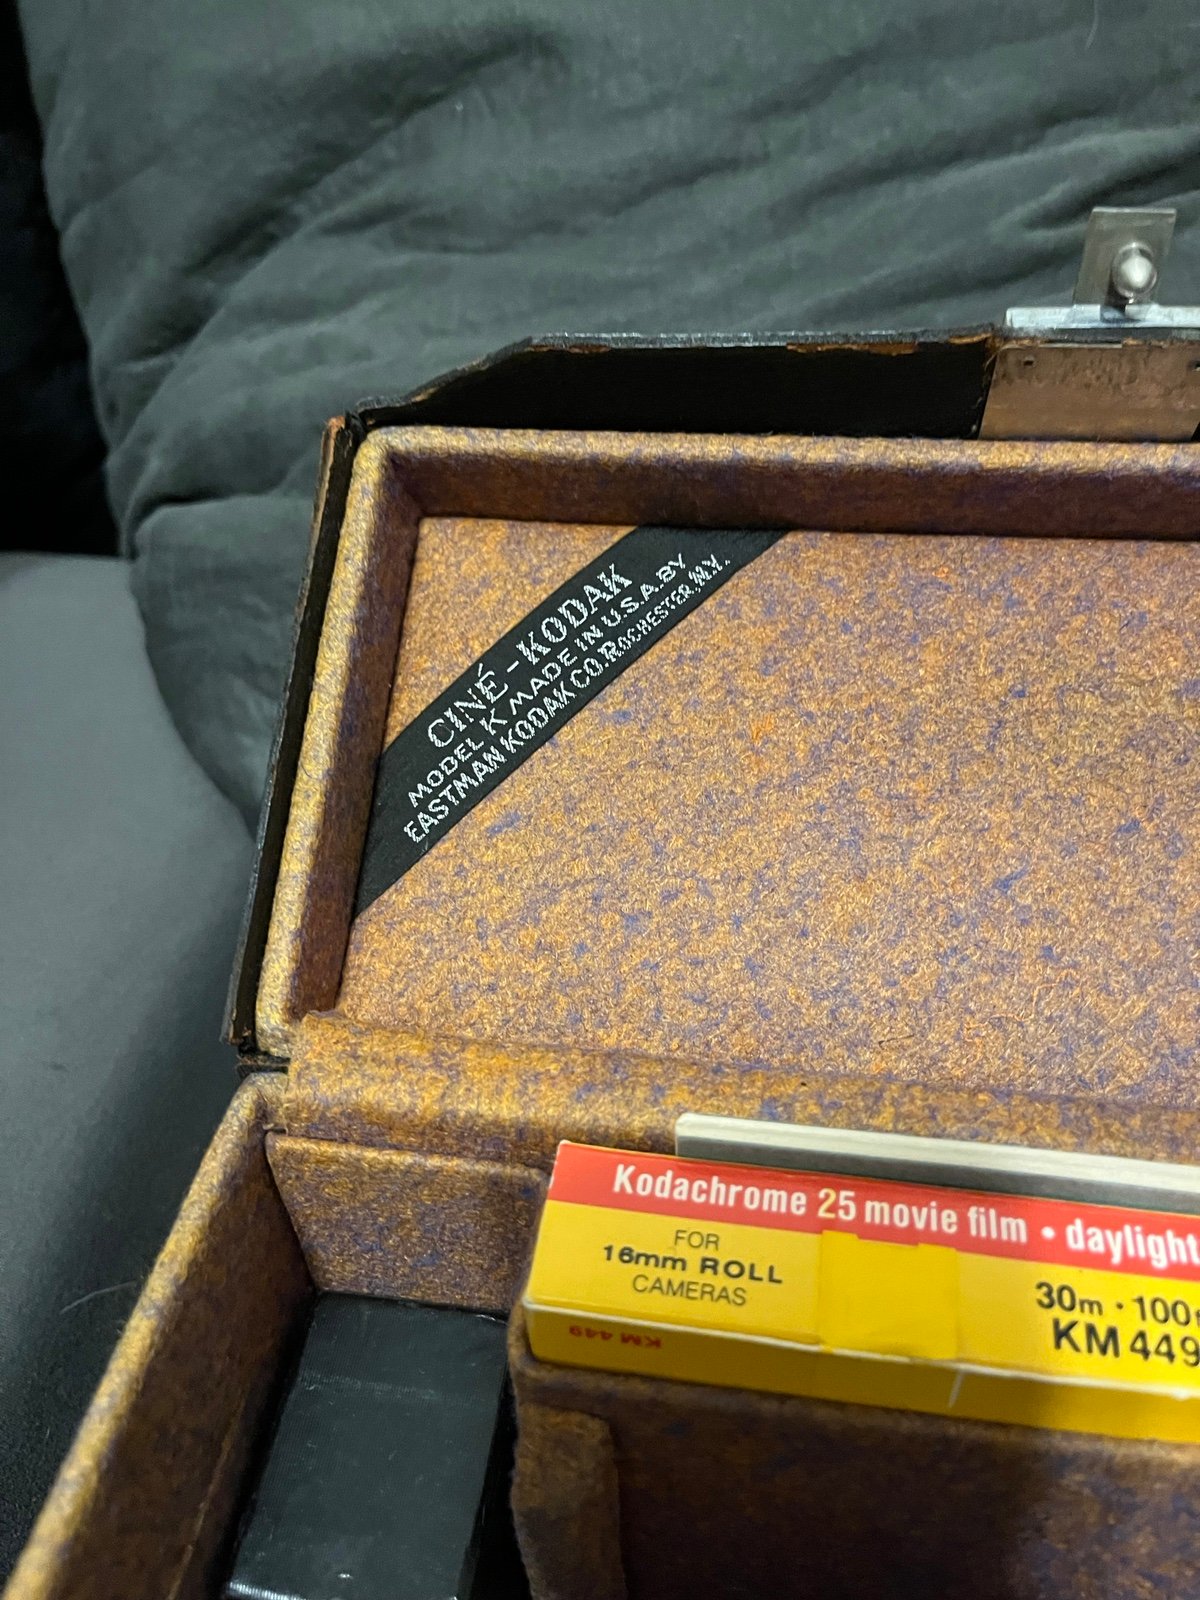 CINÉ-KODAK
MODEL K MADE IN U.S.A. BY
EASTMAN KODAK CO. ROCHESTER, N.Y.
Kodachrome 25 movie film • daylight
FOR
16mm ROLL
CAMERAS
30m · 100
KM 449
KM 449